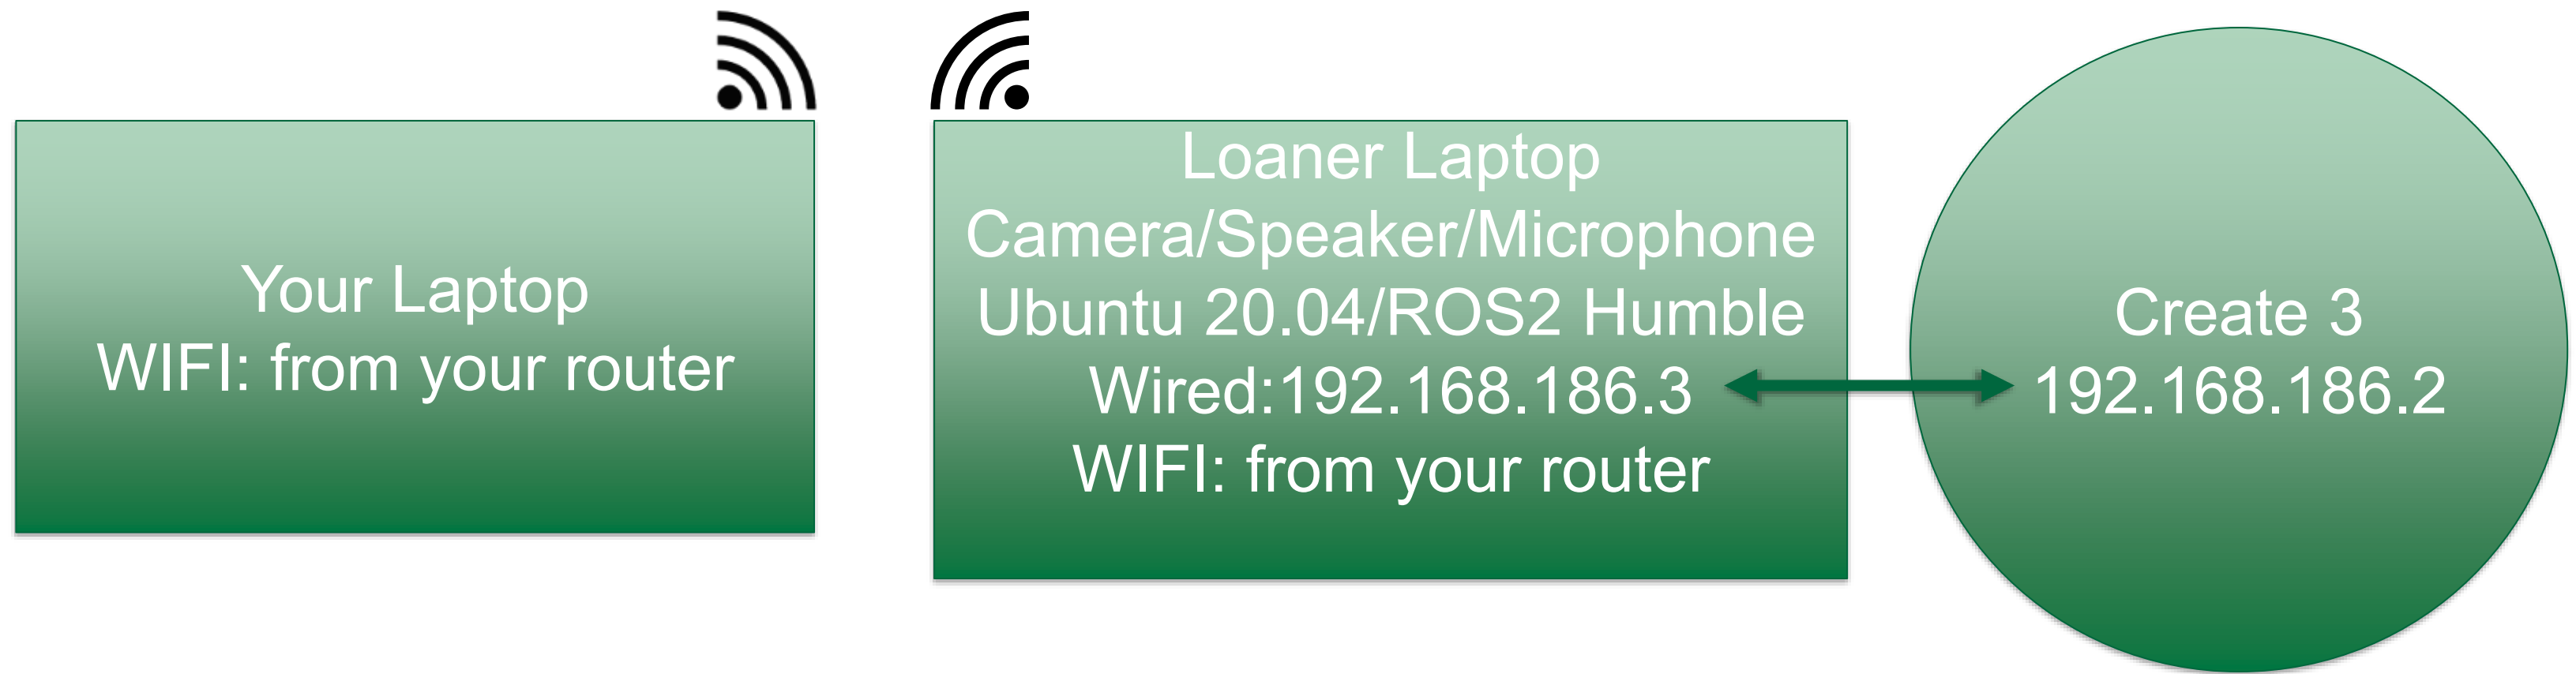 Your Laptop
WIFI: from your router
Loaner Laptop
Camera/Speaker/Microphone
Ubuntu 20.04/ROS2 Humble
Wired:192.168.186.3
WIFI: from your router
Create 3
192.168.186.2